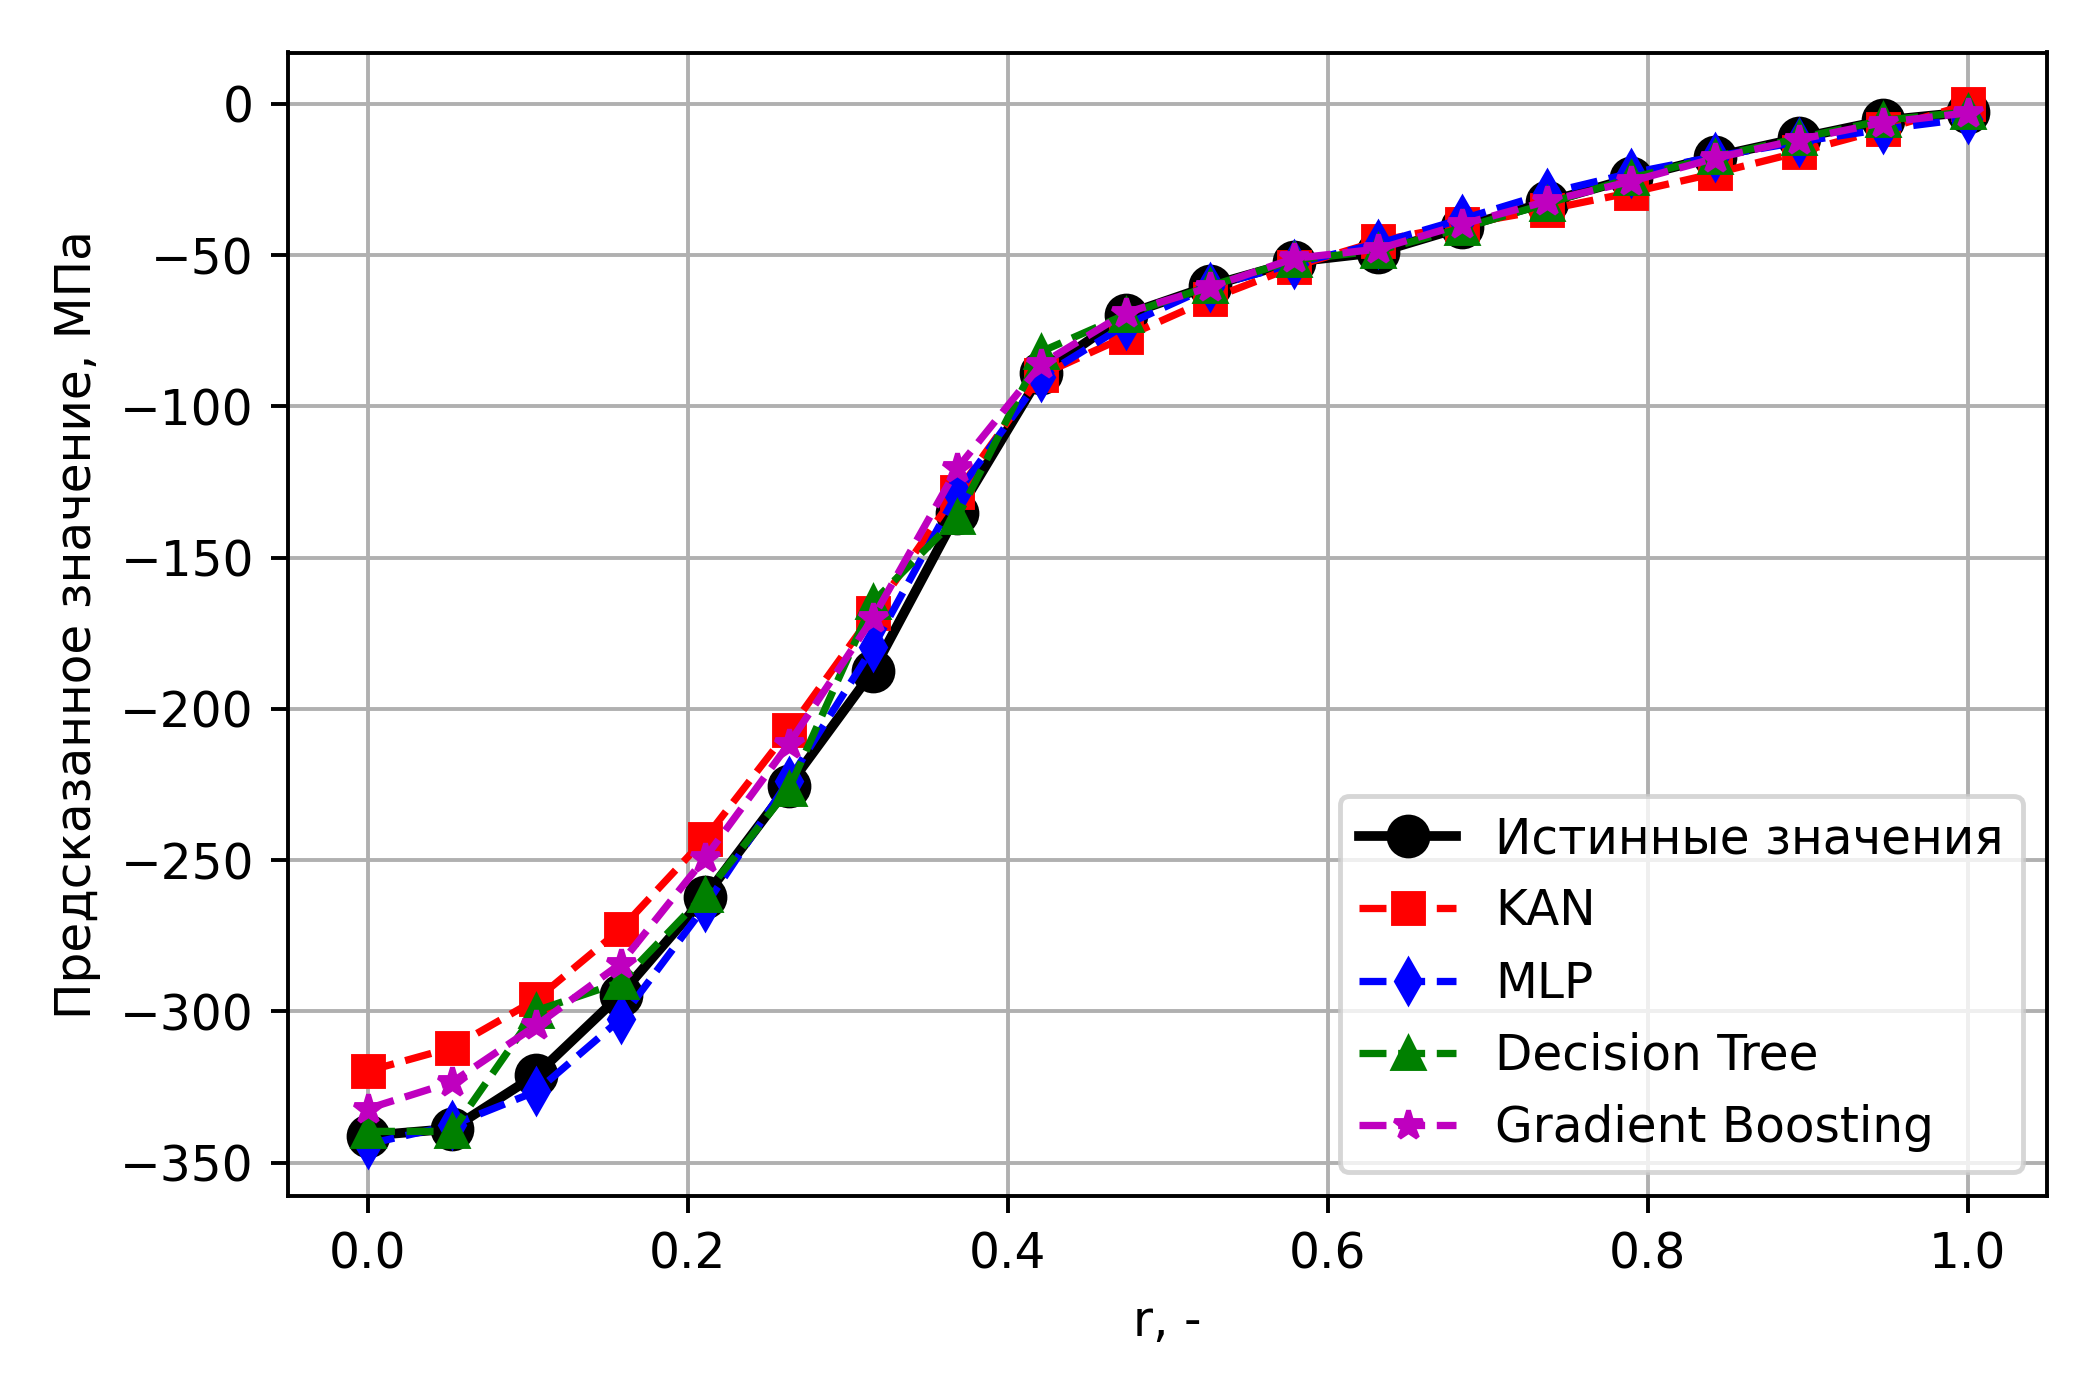 0
−50
−100
−150
−200
−250
−300
−350
Предсказанное значение, МПа
Истинные значения
KAN
MLP
Decision Tree
Gradient Boosting
0.0 0.2 0.4 0.6 0.8 1.0
r, -